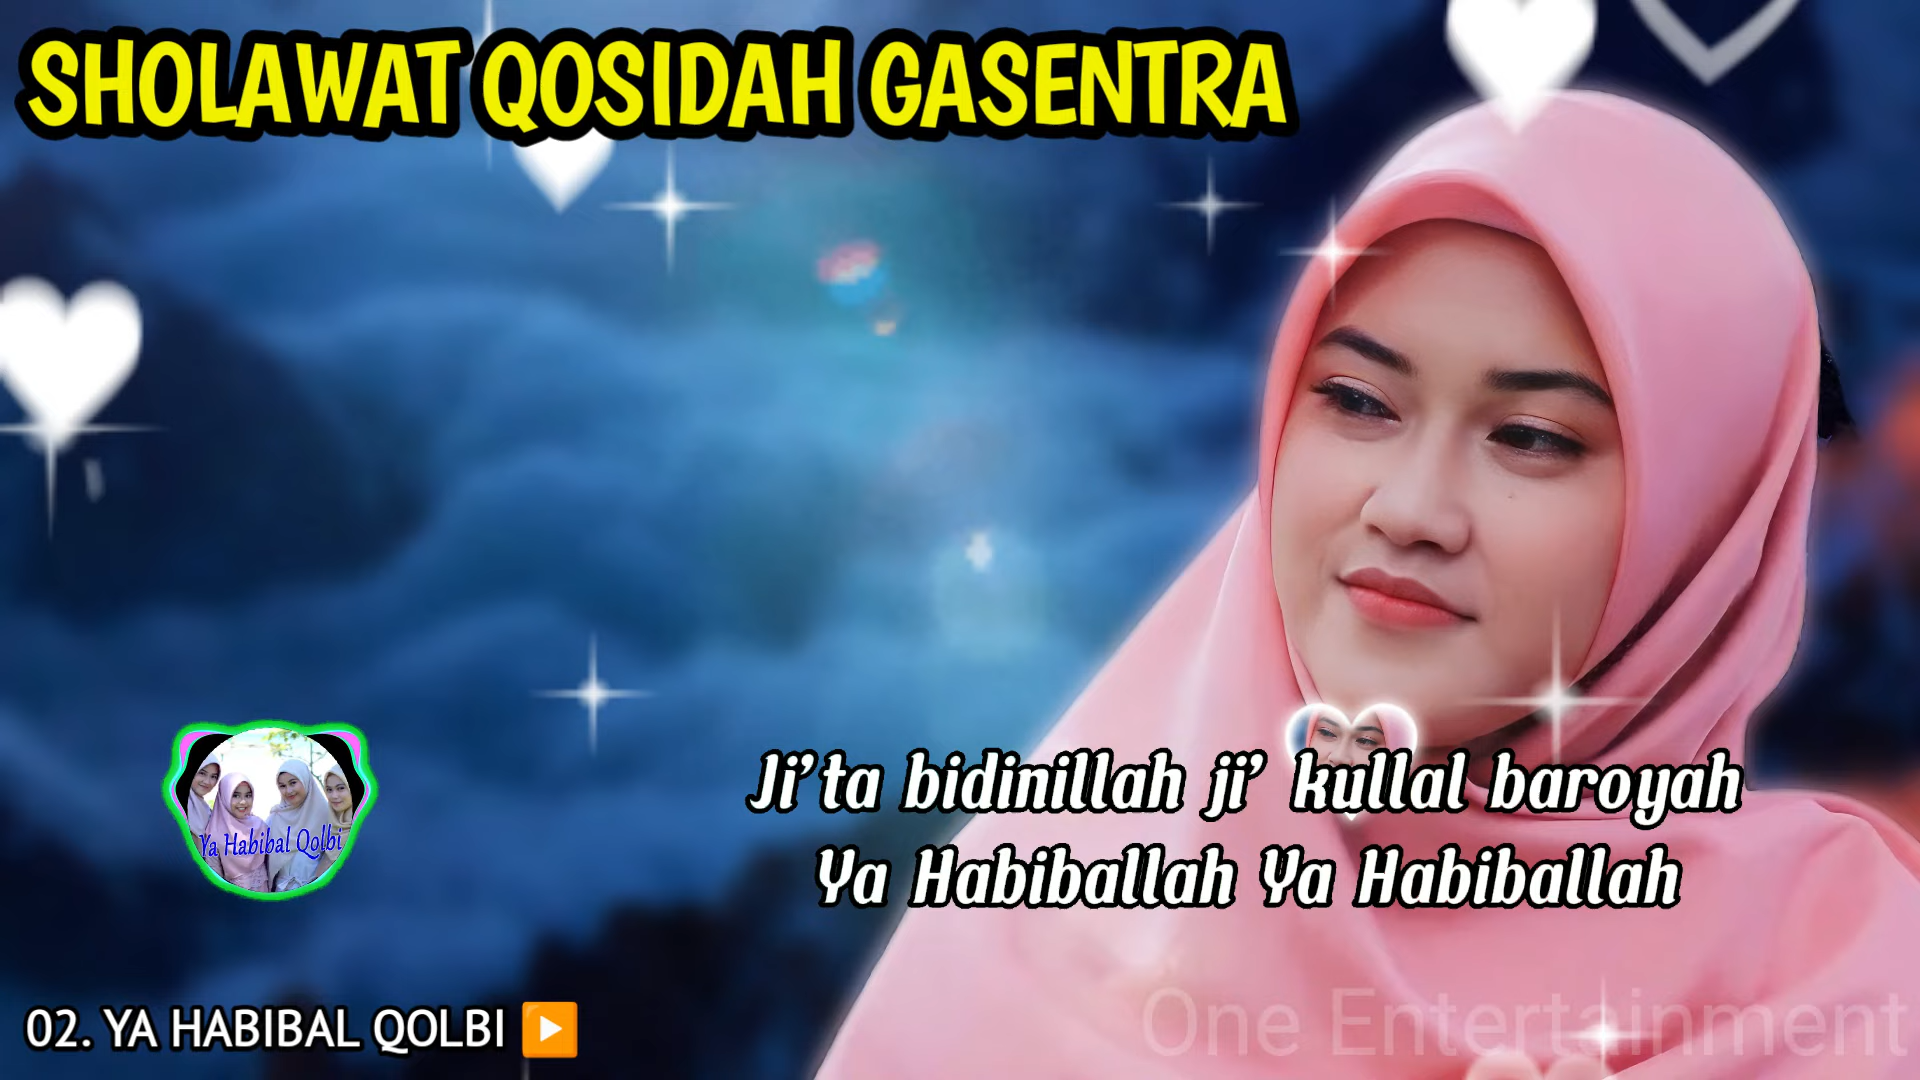 SHOLAWAT QOSIDAH GASENTRA
Ya Habibal Qolbi
Ji'ta bidinillah ji' kullal baroyah
Ya Habiballah Ya Habiballah
02. YA HABIBAL QOLBI
One Entertainment